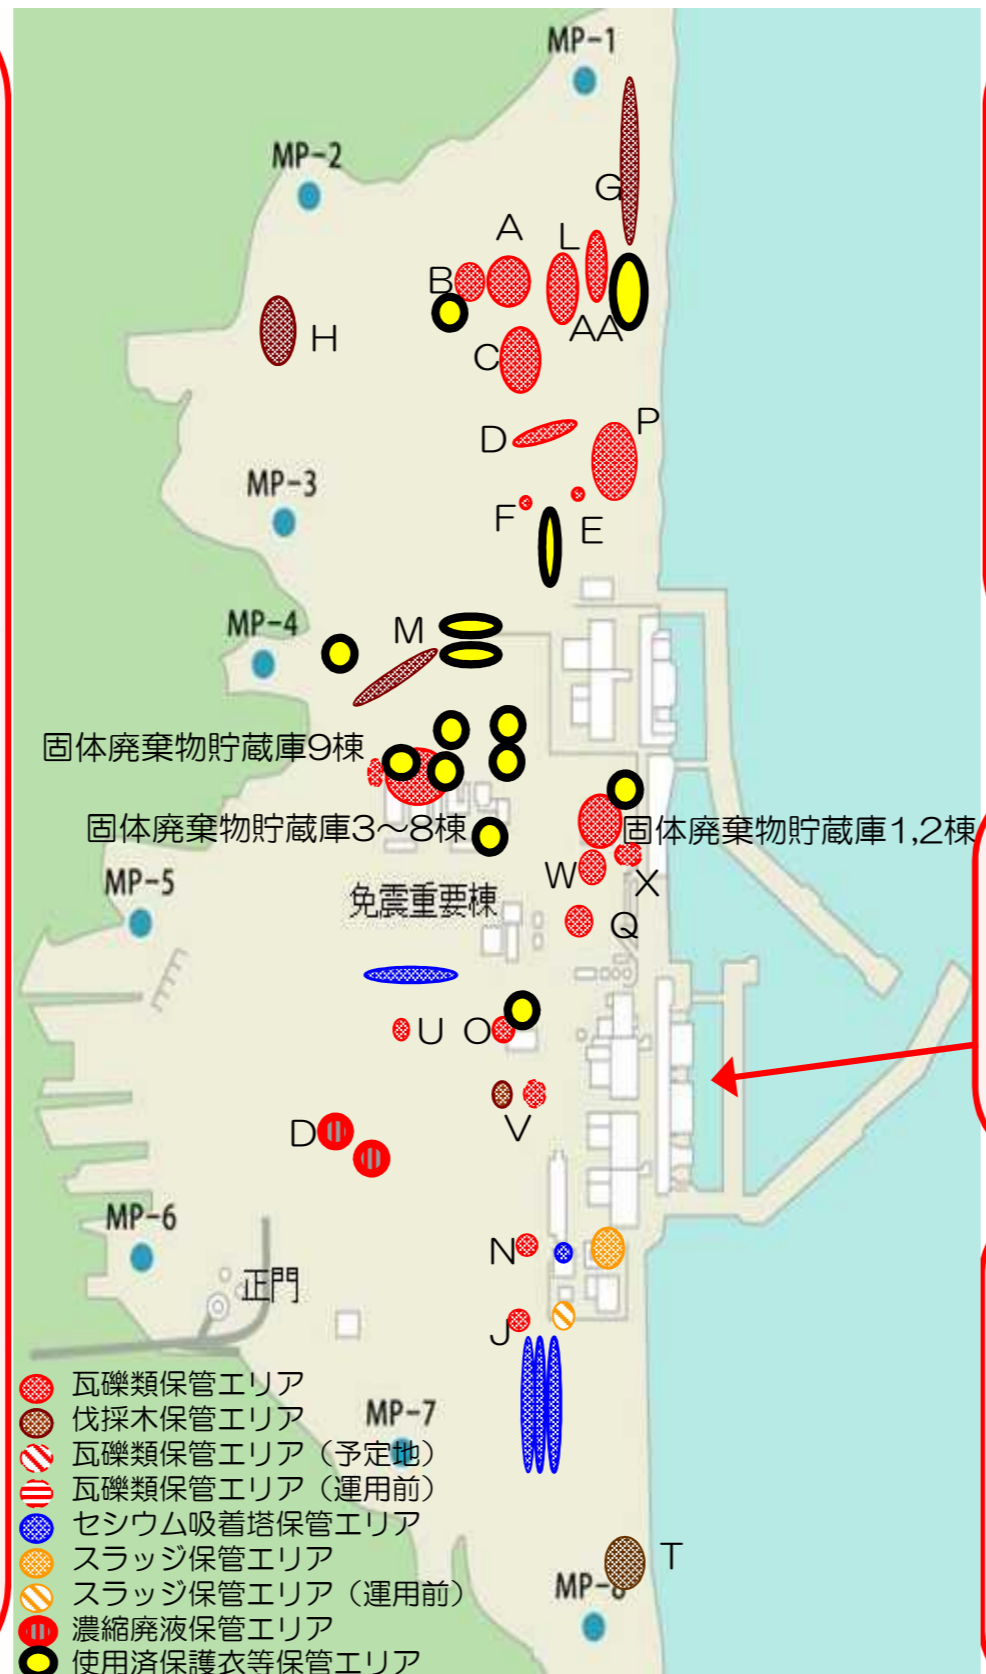 MP-1
MP-2
G
A
L
B
AA
H
C
P
D
MP-3
F
E
MP-4
M
固体廃棄物貯蔵庫9棟
固体廃棄物貯蔵庫3〜8棟
固体廃棄物貯蔵庫1,2棟
MP-5
W
X
免震重要棟
Q
U
O
V
D
MP-6
N
正門
J
瓦礫類保管エリア
伐採木保管エリア
MP-7
瓦礫類保管エリア（予定地）
瓦礫類保管エリア（運用前）
セシウム吸着塔保管エリア
スラッジ保管エリア
T
スラッジ保管エリア（運用前）
MP-8
濃縮廃液保管エリア
使用済保護衣等保管エリア